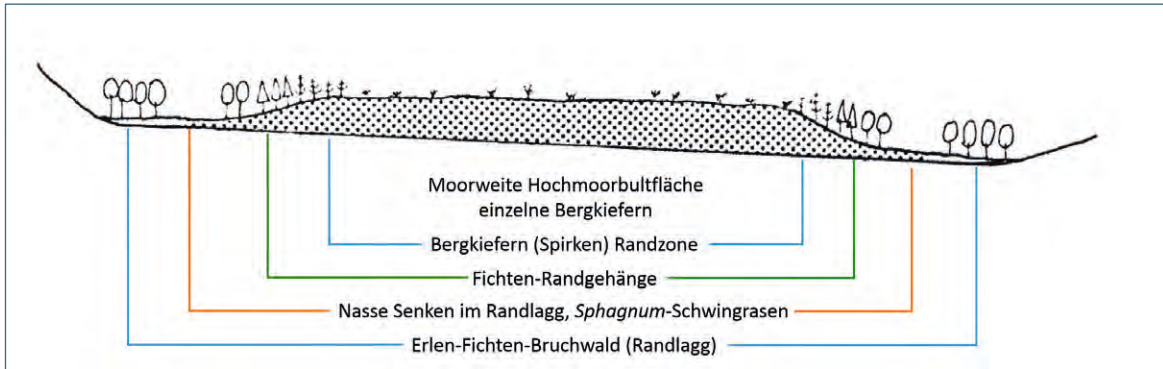 Moorweite Hochmoorbultfläche
einzelne Bergkiefern
Bergkiefern (Spirken) Randzone
Fichten-Randgehänge
Nasse Senken im Randlagg, Sphagnum-Schwingrasen
Erlen-Fichten-Bruchwald (Randlagg)